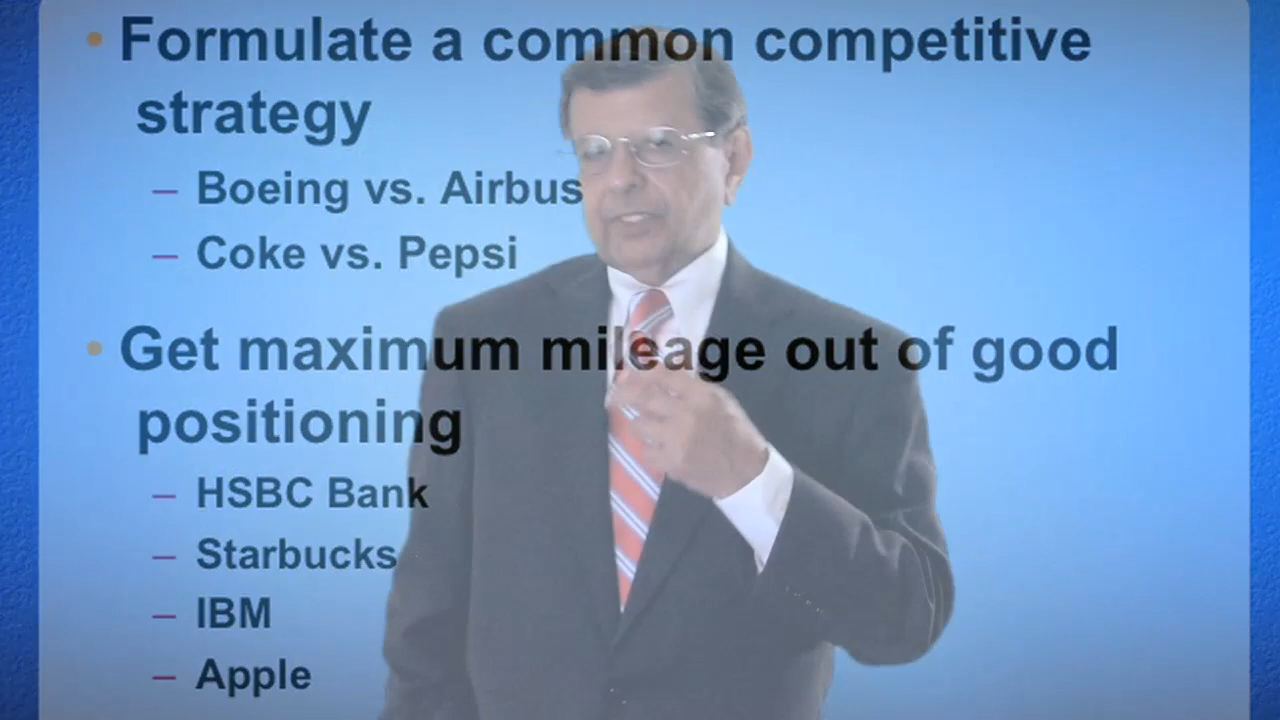 • Formulate a common competitive
strategy
– Boeing vs. Airbus
– Coke vs. Pepsi
• Get maximum mileage out of good
positioning
– HSBC Bank
– Starbucks
– IBM
– Apple